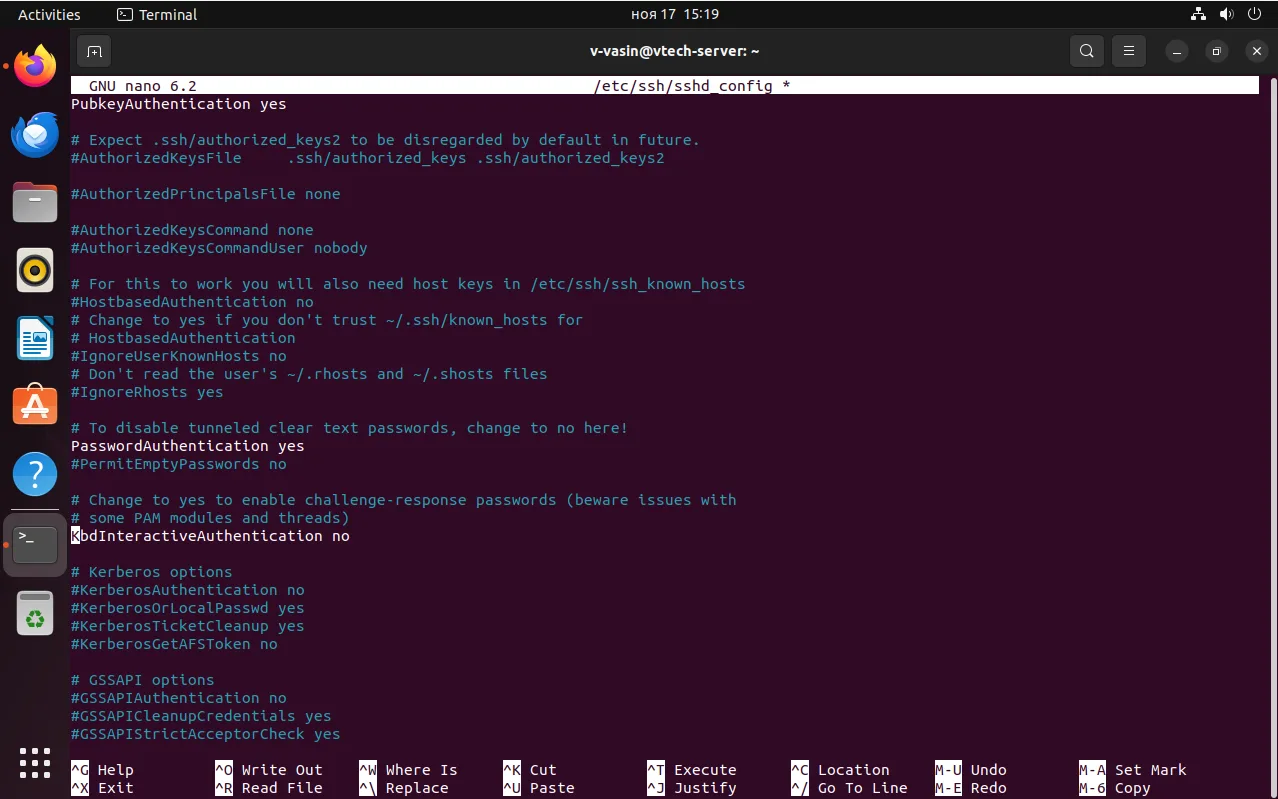 Activities Terminal ноя 17 15:19
v-vasin@vtech-server: ~
GNU nano 6.2 /etc/ssh/sshd_config *
PubkeyAuthentication yes
# Expect .ssh/authorized_keys2 to be disregarded by default in future.
#AuthorizedKeysFile     .ssh/authorized_keys .ssh/authorized_keys2
#AuthorizedPrincipalsFile none
#AuthorizedKeysCommand none
#AuthorizedKeysCommandUser nobody
# For this to work you will also need host keys in /etc/ssh/ssh_known_hosts
#HostbasedAuthentication no
# Change to yes if you don't trust ~/.ssh/known_hosts for
# HostbasedAuthentication
#IgnoreUserKnownHosts no
# Don't read the user's ~/.rhosts and ~/.shosts files
#IgnoreRhosts yes
# To disable tunneled clear text passwords, change to no here!
PasswordAuthentication yes
#PermitEmptyPasswords no
# Change to yes to enable challenge-response passwords (beware issues with
# some PAM modules and threads)
KbdInteractiveAuthentication no
# Kerberos options
#KerberosAuthentication no
#KerberosOrLocalPasswd yes
#KerberosTicketCleanup yes
#KerberosGetAFSToken no
# GSSAPI options
#GSSAPIAuthentication no
#GSSAPICleanupCredentials yes
#GSSAPIStrictAcceptorCheck yes
^G Help ^O Write Out ^W Where Is ^K Cut ^T Execute ^C Location M-U Undo M-A Set Mark
^X Exit ^R Read File ^\ Replace ^U Paste ^J Justify ^/ Go To Line M-E Redo M-6 Copy